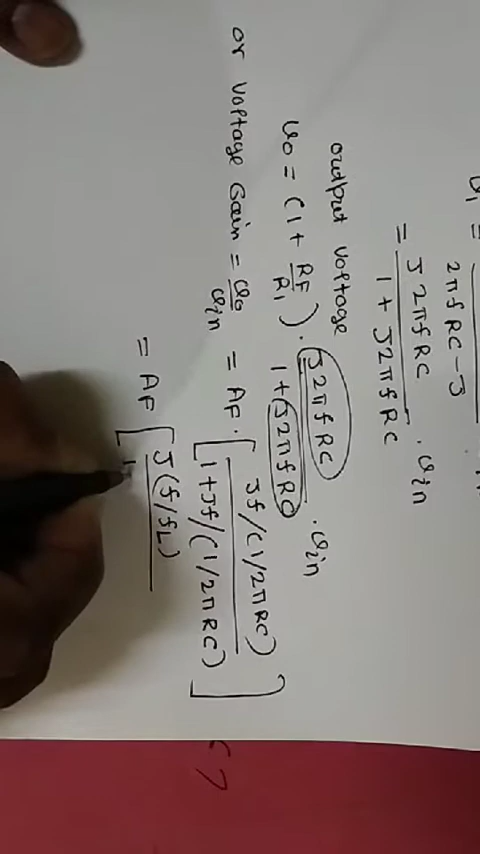 υ1 = 2πfRC-J
= J2πfRC / 1+J2πfRC . υin
output voltage
υo = (1 + RF/R1) . J2πfRC / 1+J2πfRC . υin
or voltage Gain = υo/υin = AF . [ Jf/(1/2πRC) / 1+Jf/(1/2πRC) ]
= AF [ J(f/fL) / 1